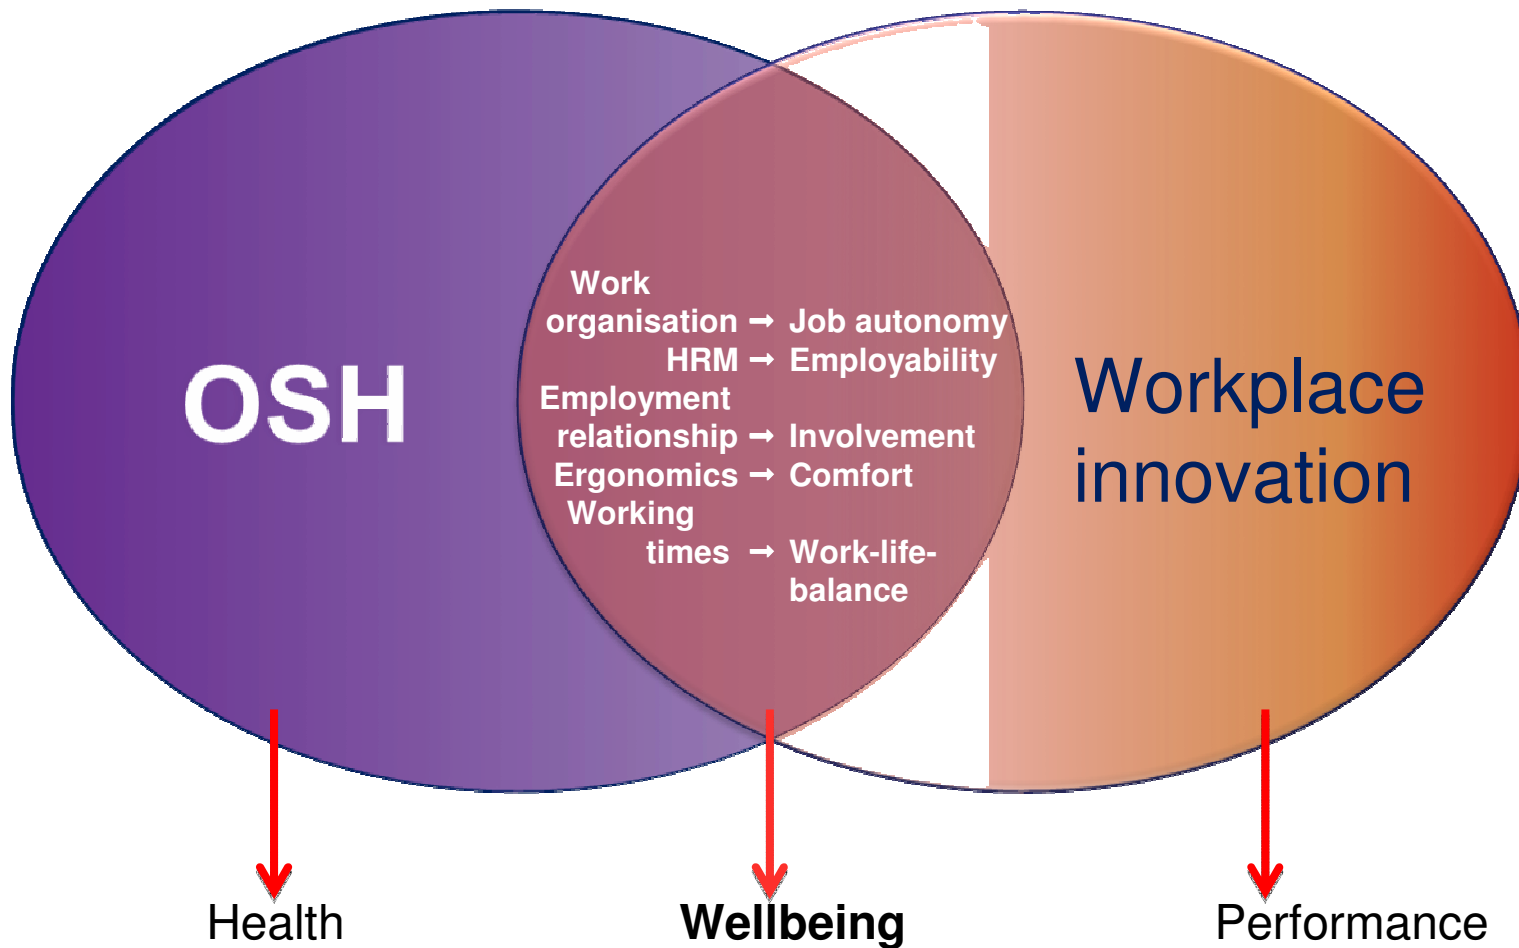 Work
organisation → Job autonomy
HRM → Employability
Employment
relationship → Involvement
Ergonomics → Comfort
Working
times → Work-life-
balance
OSH
Workplace
innovation
Health
Wellbeing
Performance